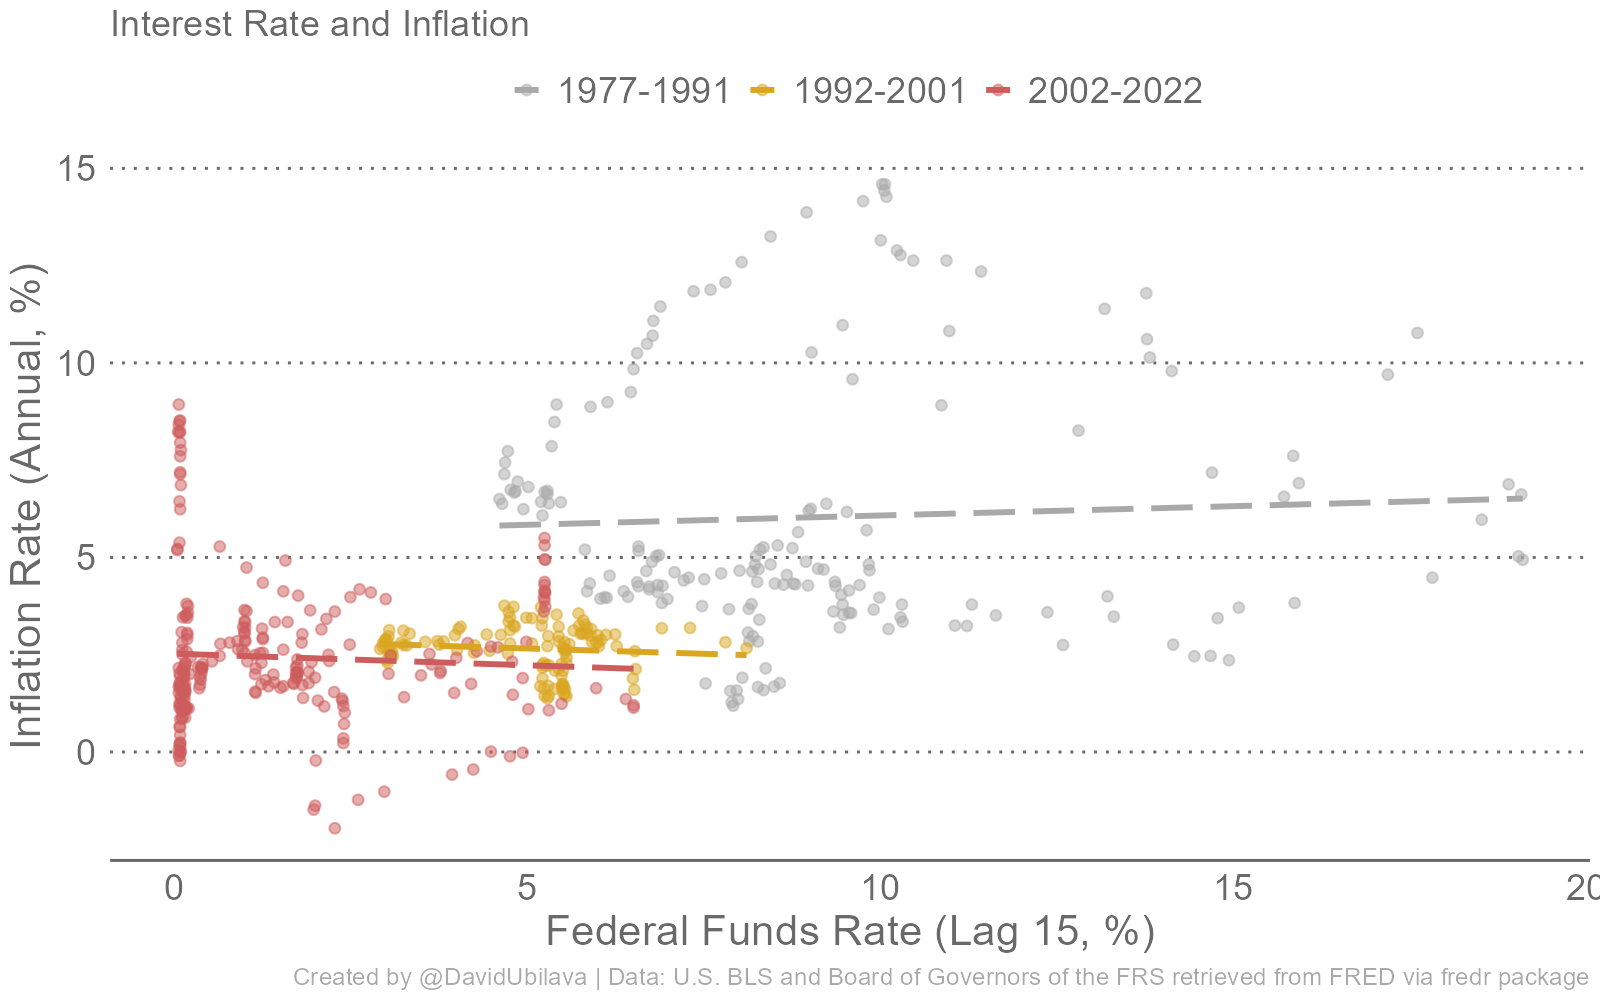 Interest Rate and Inflation
1977-1991 1992-2001 2002-2022
15
10
5
0
Inflation Rate (Annual, %)
0 5 10 15 20
Federal Funds Rate (Lag 15, %)
Created by @DavidUbilava | Data: U.S. BLS and Board of Governors of the FRS retrieved from FRED via fredr package